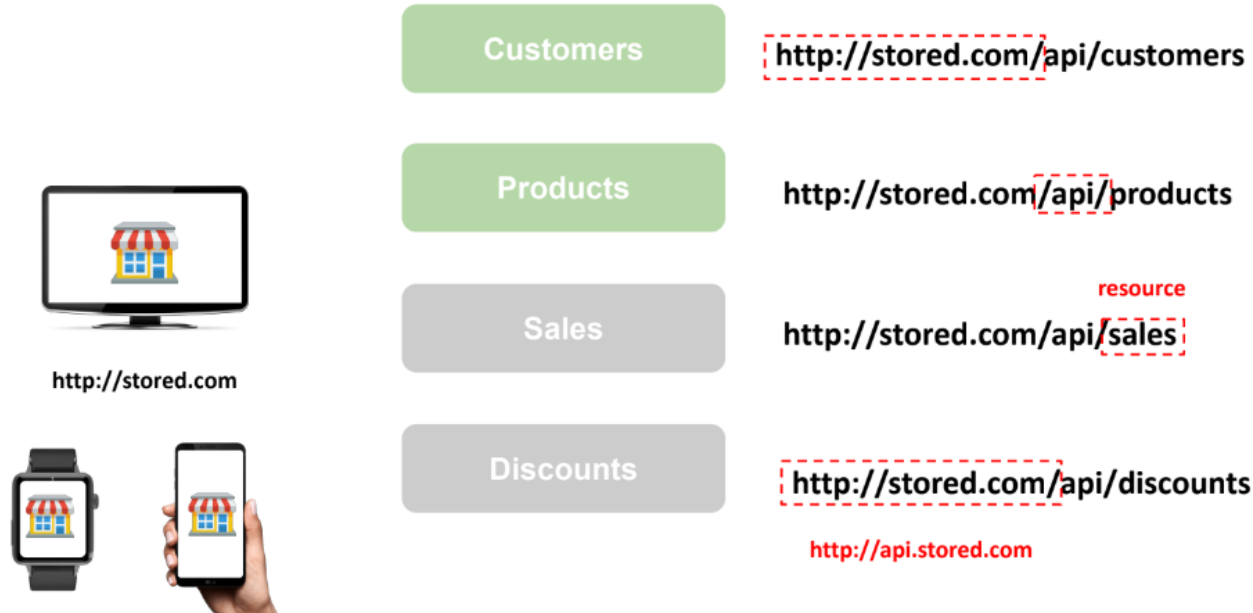 Customers
http://stored.com/api/customers
Products
http://stored.com/api/products
resource
Sales
http://stored.com/api/sales
http://stored.com
Discounts
http://stored.com/api/discounts
http://api.stored.com